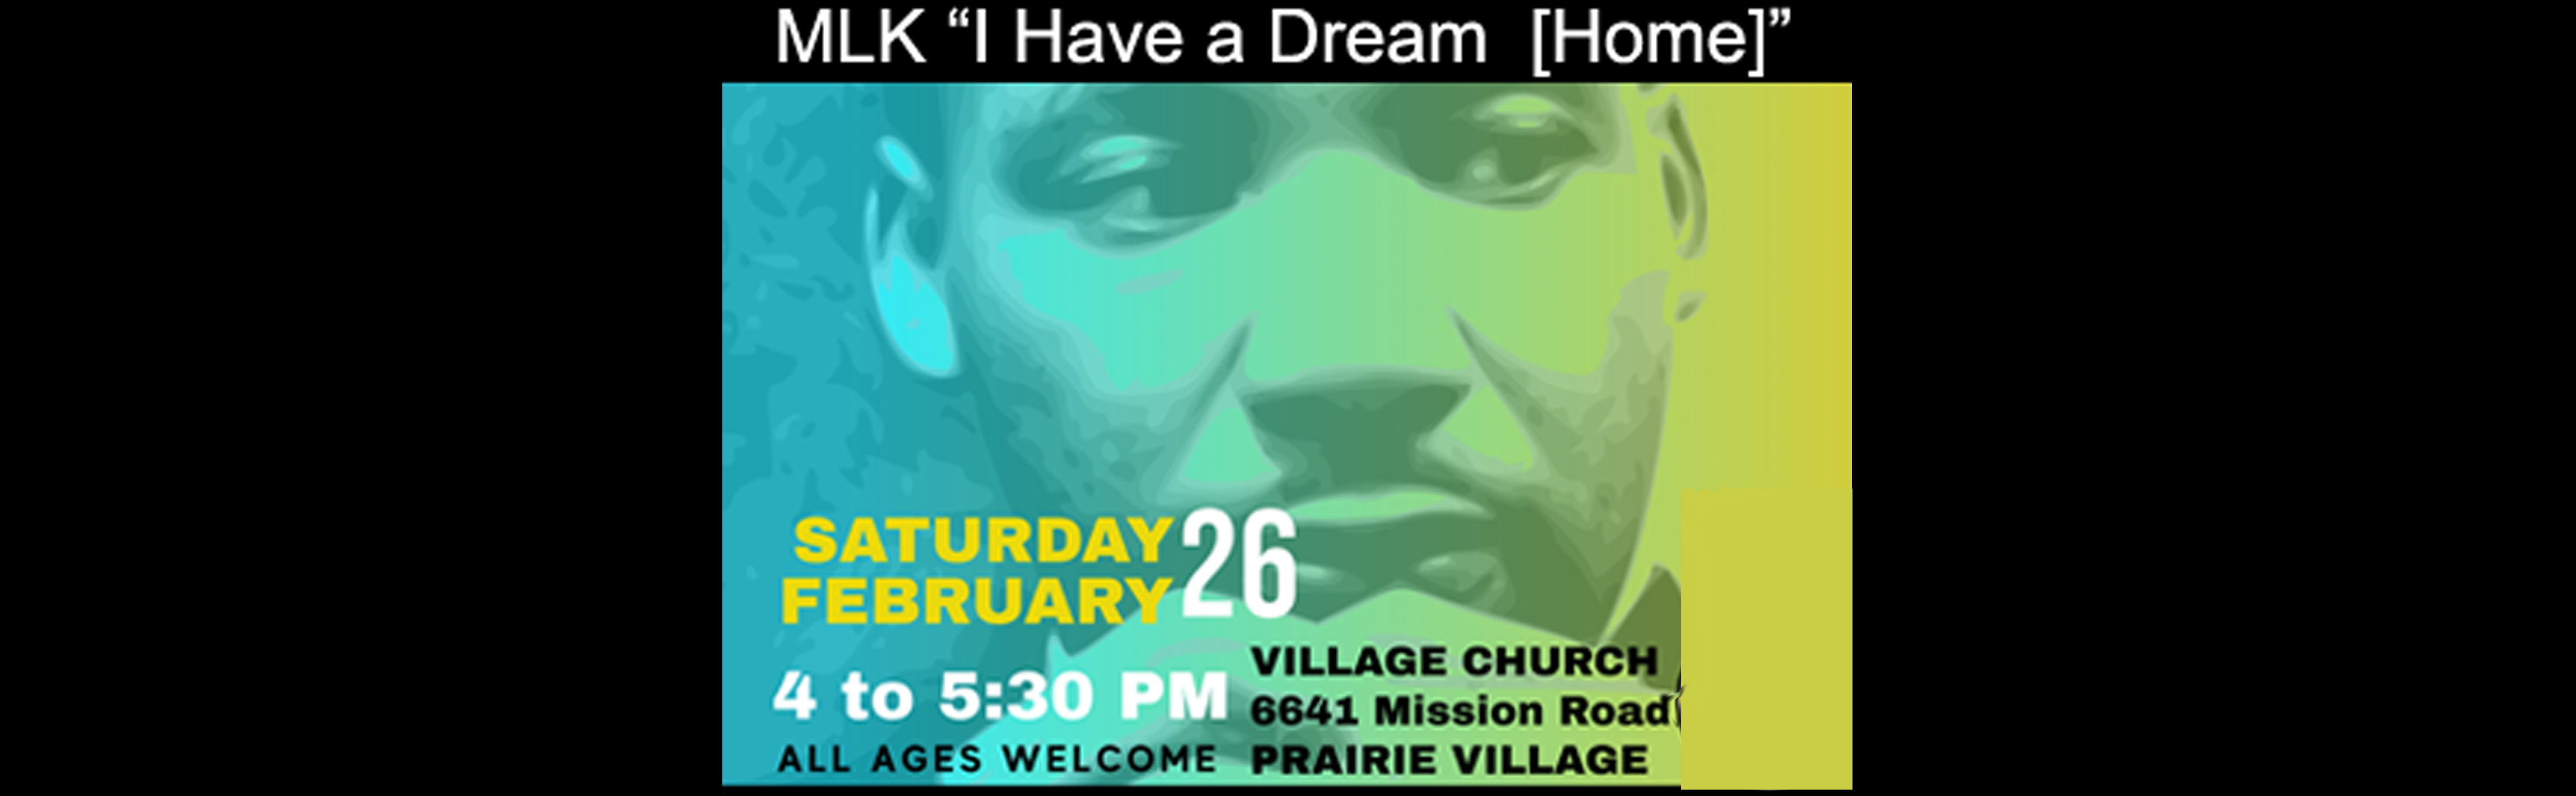 MLK “I Have a Dream [Home]”
SATURDAY
FEBRUARY
26
4 to 5:30 PM
ALL AGES WELCOME
VILLAGE CHURCH
6641 Mission Road
PRAIRIE VILLAGE